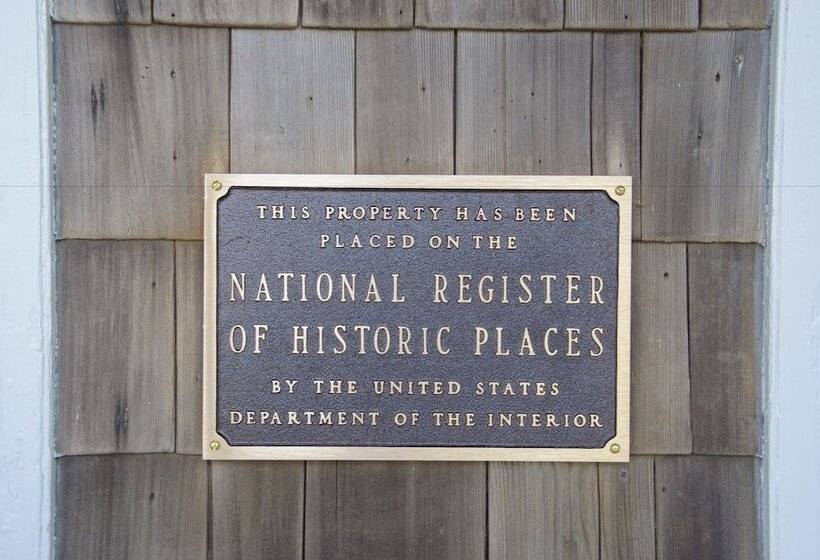 THIS PROPERTY HAS BEEN
PLACED ON THE
NATIONAL REGISTER
OF HISTORIC PLACES
BY THE UNITED STATES
DEPARTMENT OF THE INTERIOR